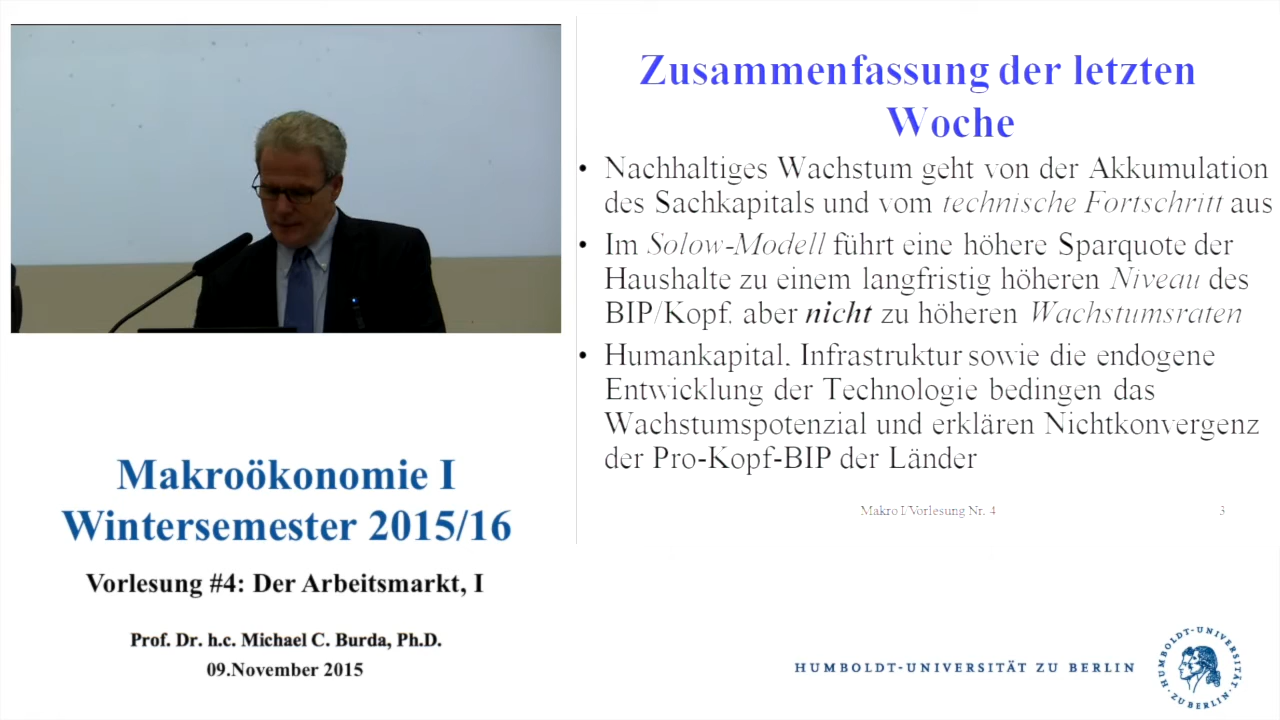 Zusammenfassung der letzten
Woche
• Nachhaltiges Wachstum geht von der Akkumulation
des Sachkapitals und vom technische Fortschritt aus
• Im Solow-Modell führt eine höhere Sparquote der
Haushalte zu einem langfristig höheren Niveau des
BIP/Kopf, aber nicht zu höheren Wachstumsraten
• Humankapital, Infrastruktur sowie die endogene
Entwicklung der Technologie bedingen das
Wachstumspotenzial und erklären Nichtkonvergenz
der Pro-Kopf-BIP der Länder
Makro I/Vorlesung Nr. 4
3
Makroökonomie I
Wintersemester 2015/16
Vorlesung #4: Der Arbeitsmarkt, I
Prof. Dr. h.c. Michael C. Burda, Ph.D.
09.November 2015
HUMBOLDT-UNIVERSITÄT ZU BERLIN
HUMBOLDT-UNIVERSITÄT · ZU BERLIN ·